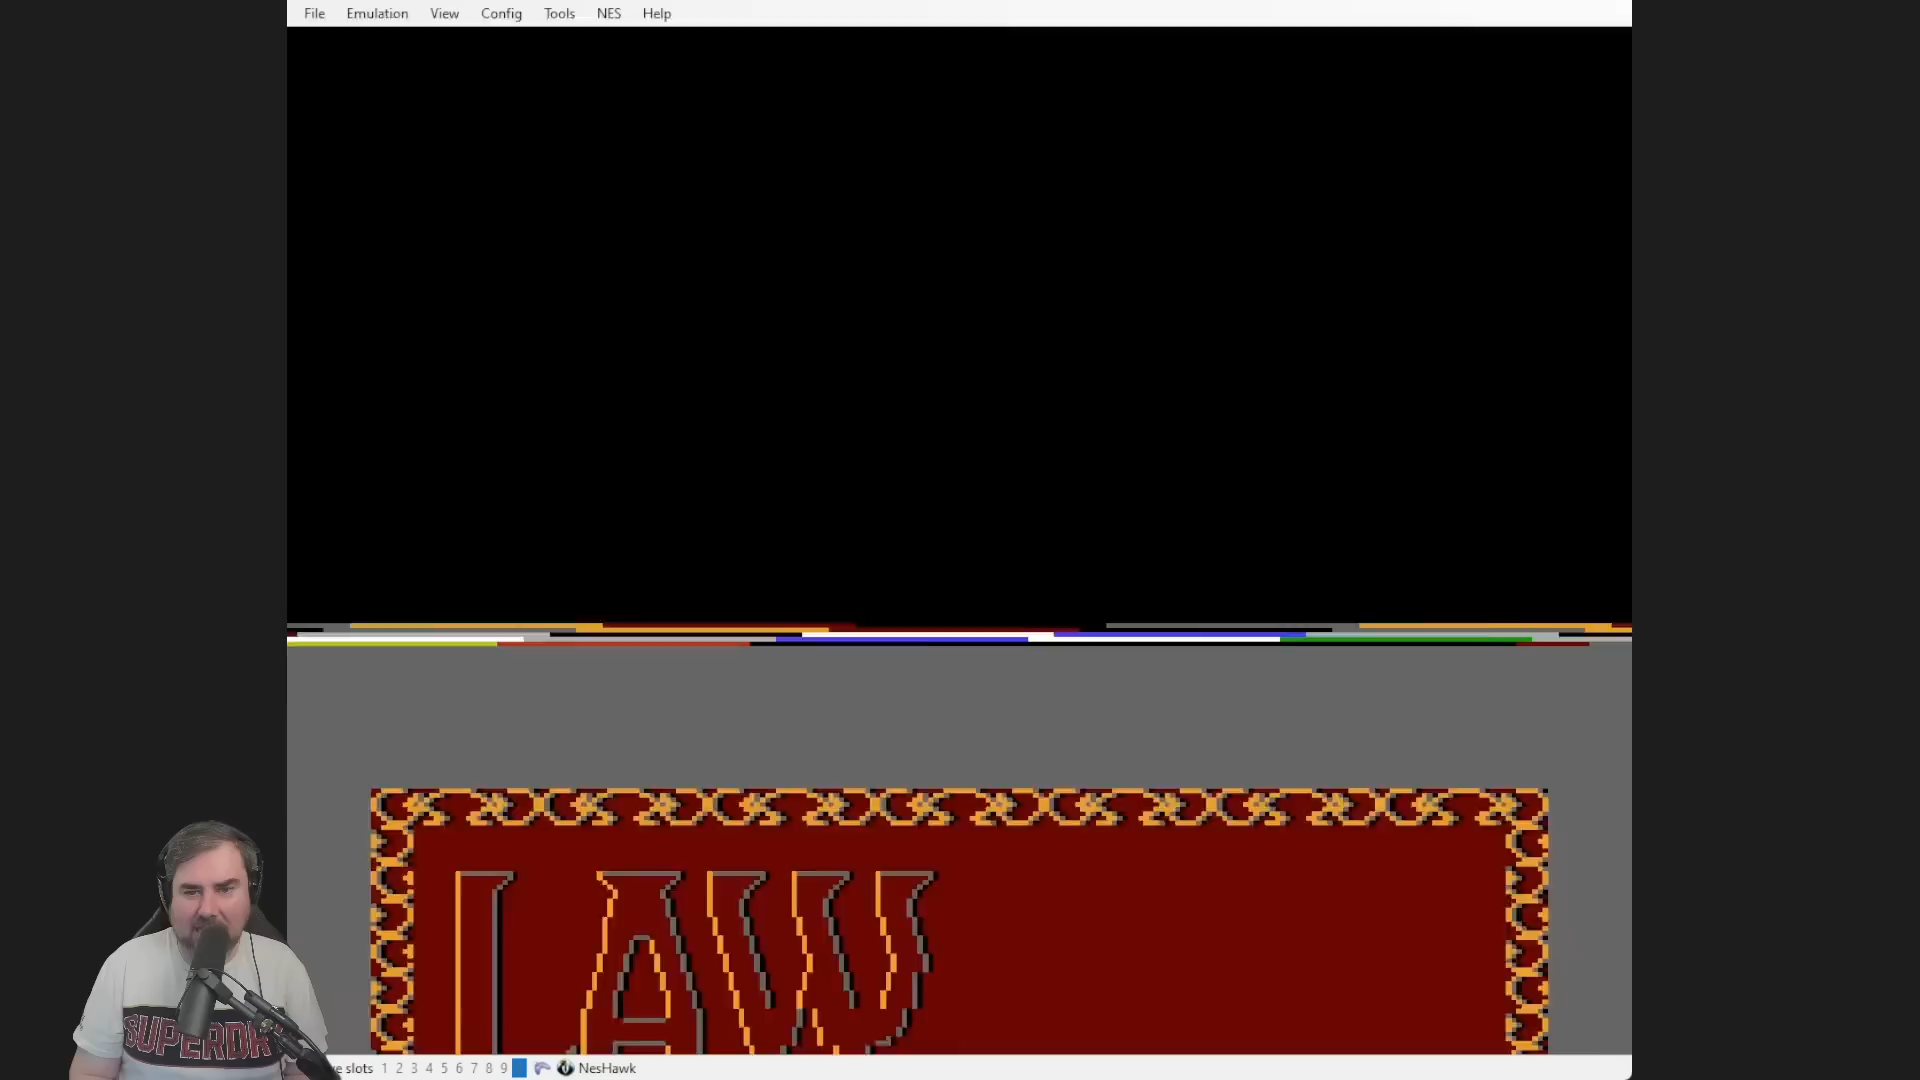 File Emulation View Config Tools NES Help
LAW
SUPERDR
e slots 1 2 3 4 5 6 7 8 9 NesHawk